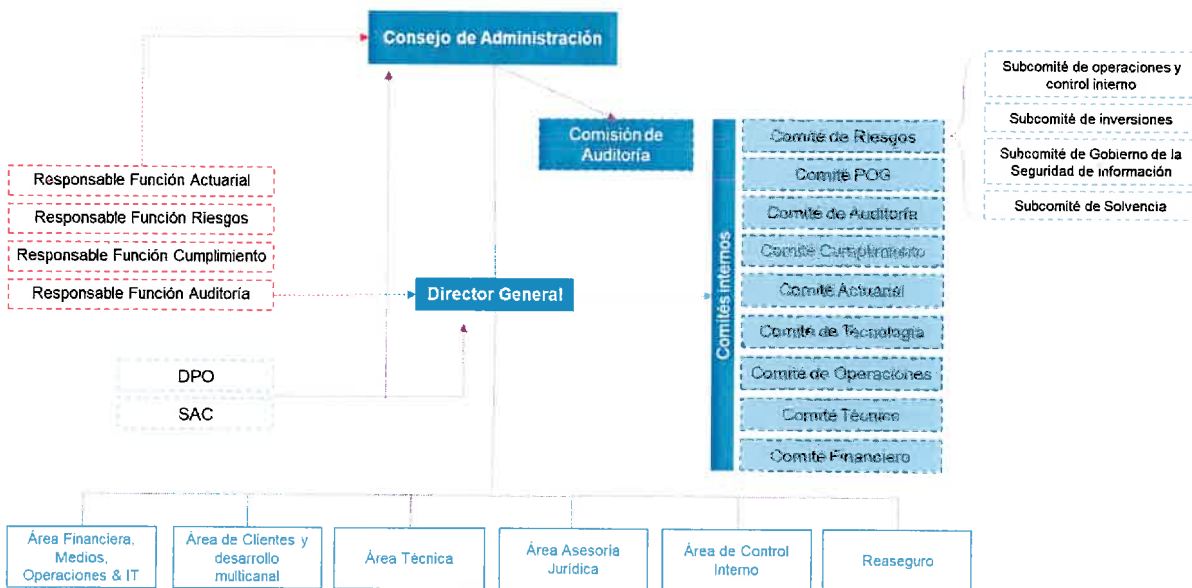 Consejo de Administración
Subcomité de operaciones y
control interno
Subcomité de inversiones
Subcomité de Gobierno de la
Seguridad de información
Subcomité de Solvencia
Comisión de
Auditoría
Comités internos
Comité de Riesgos
Comité POG
Comité de Auditoría
Comité Cumplimiento
Comité Actuarial
Comité de Tecnología
Comité de Operaciones
Comité Técnico
Comité Financiero
Responsable Función Actuarial
Responsable Función Riesgos
Responsable Función Cumplimiento
Responsable Función Auditoría
Director General
DPO
SAC
Área Financiera,
Medios,
Operaciones & IT
Área de Clientes y
desarrollo
multicanal
Área Técnica
Área Asesoría
Jurídica
Área de Control
Interno
Reaseguro